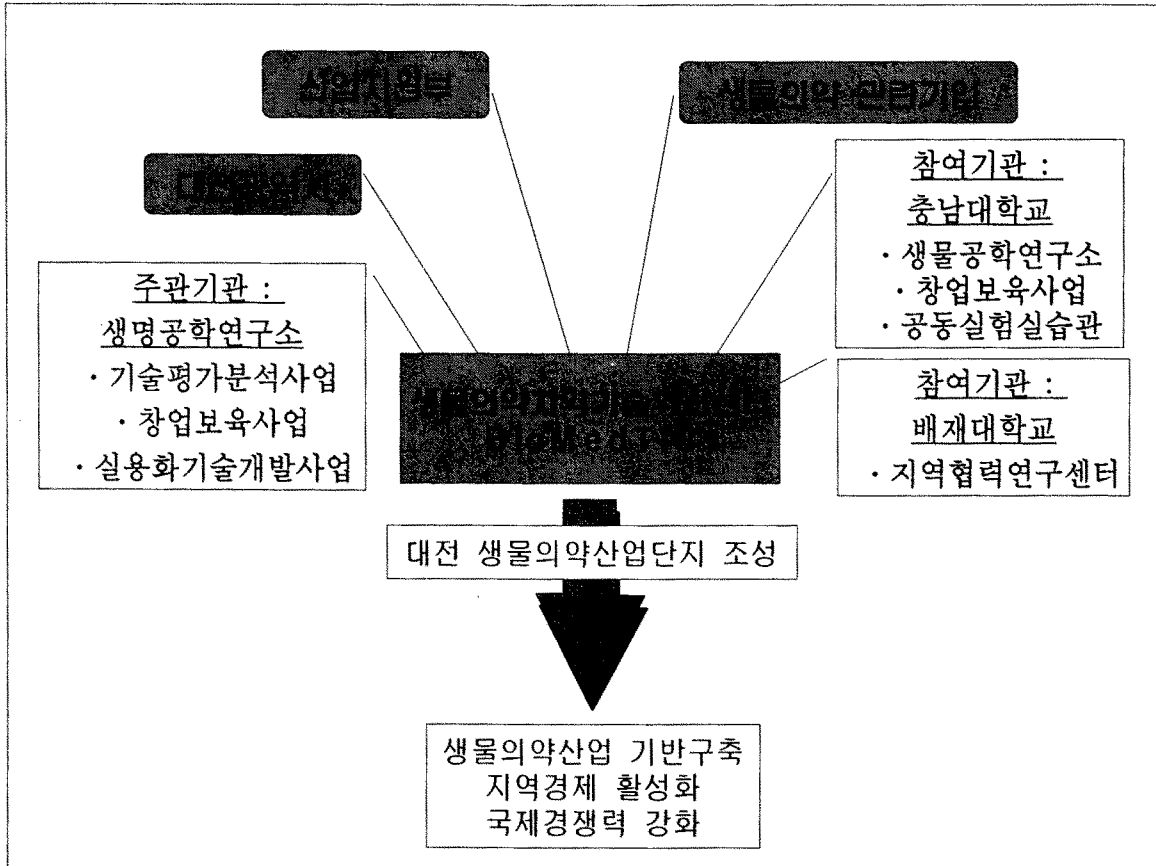 산업자원부
생물의약 관련기업
대전광역시
참여기관 :
충남대학교
· 생물공학연구소
· 창업보육사업
· 공동실험실습관
주관기관 :
생명공학연구소
· 기술평가분석사업
· 창업보육사업
· 실용화기술개발사업
참여기관 :
배재대학교
· 지역협력연구센터
대전 생물의약산업단지 조성
생물의약산업 기반구축
지역경제 활성화
국제경쟁력 강화